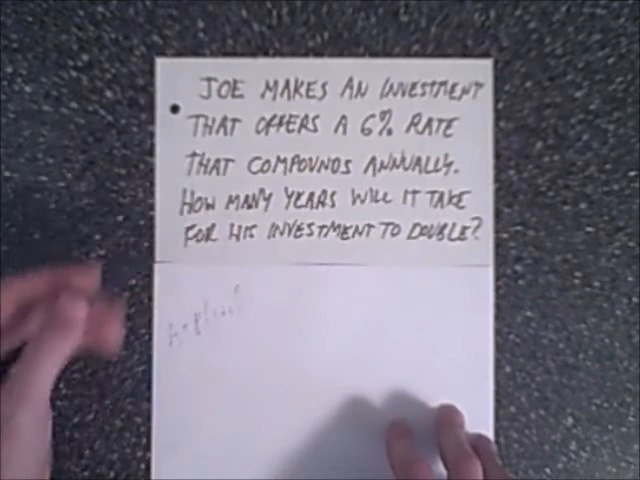 JOE MAKES AN INVESTMENT
THAT OFFERS A 6% RATE
THAT COMPOUNDS ANNUALLY.
HOW MANY YEARS WILL IT TAKE
FOR HIS INVESTMENT TO DOUBLE?